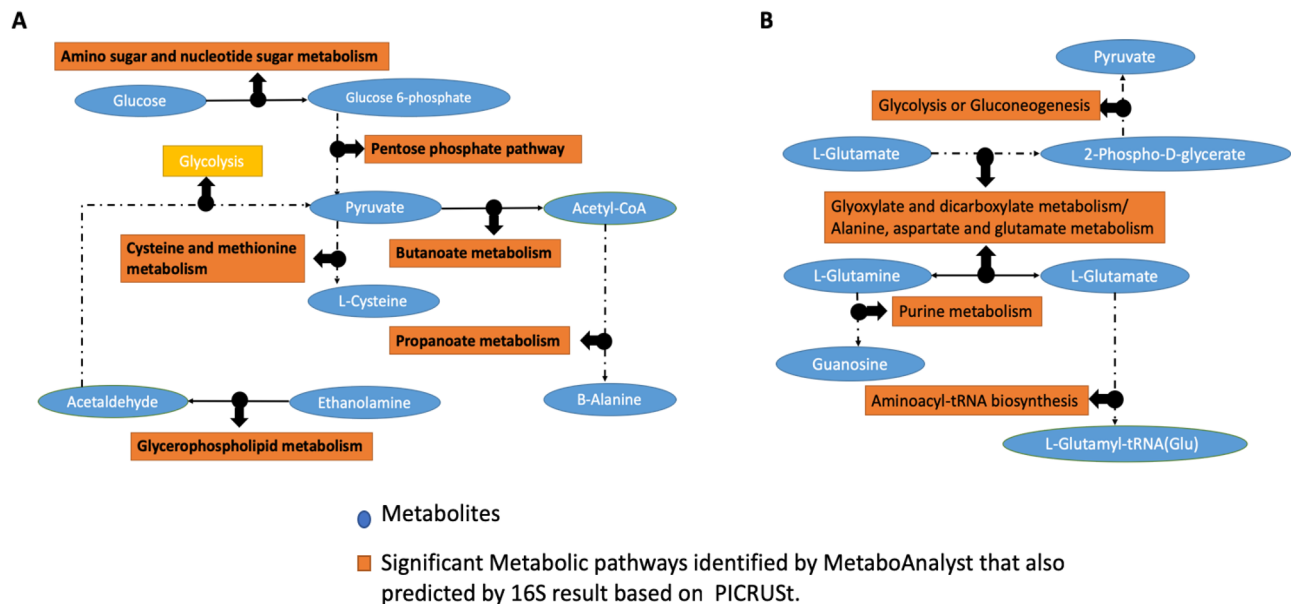 A
B
Amino sugar and nucleotide sugar metabolism
Glucose
Glucose 6-phosphate
Pentose phosphate pathway
Glycolysis
Pyruvate
Acetyl-CoA
Cysteine and methionine
metabolism
Butanoate metabolism
L-Cysteine
Propanoate metabolism
Acetaldehyde
Ethanolamine
B-Alanine
Glycerophospholipid metabolism
Pyruvate
Glycolysis or Gluconeogenesis
L-Glutamate
2-Phospho-D-glycerate
Glyoxylate and dicarboxylate metabolism/
Alanine, aspartate and glutamate metabolism
L-Glutamine
L-Glutamate
Purine metabolism
Guanosine
Aminoacyl-tRNA biosynthesis
L-Glutamyl-tRNA(Glu)
Metabolites
Significant Metabolic pathways identified by MetaboAnalyst that also
predicted by 16S result based on PICRUSt.